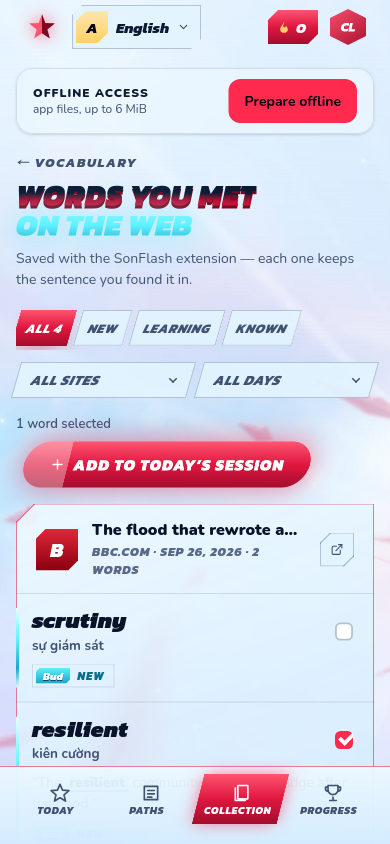 A English
0
CL
OFFLINE ACCESS
app files, up to 6 MiB
Prepare offline
← VOCABULARY
WORDS YOU MET
ON THE WEB
Saved with the SonFlash extension — each one keeps
the sentence you found it in.
ALL 4 NEW LEARNING KNOWN
ALL SITES ALL DAYS
1 word selected
+ ADD TO TODAY'S SESSION
The flood that rewrote a...
B
BBC.COM · SEP 26, 2026 · 2
WORDS
scrutiny
sự giám sát
Bud NEW
resilient
kiên cường
"The resilient
TODAY PATHS COLLECTION PROGRESS